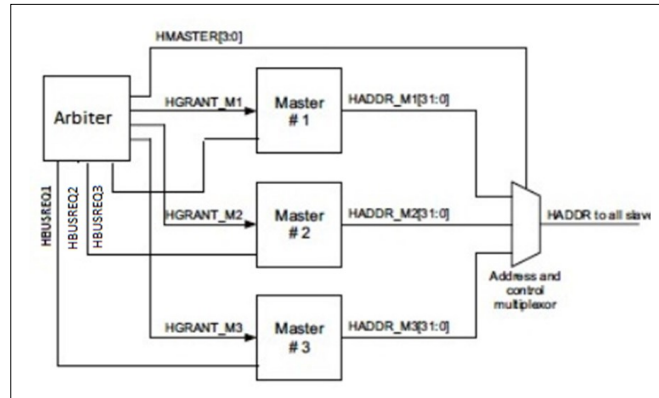 HMASTER[3:0]
Arbiter
HGRANT_M1
Master
# 1
HADDR_M1[31:0]
HBUSREQ1
HBUSREQ2
HBUSREQ3
HGRANT_M2
Master
# 2
HADDR_M2[31:0]
HADDR to all slave
Address and
control
multiplexor
HGRANT_M3
Master
# 3
HADDR_M3[31:0]